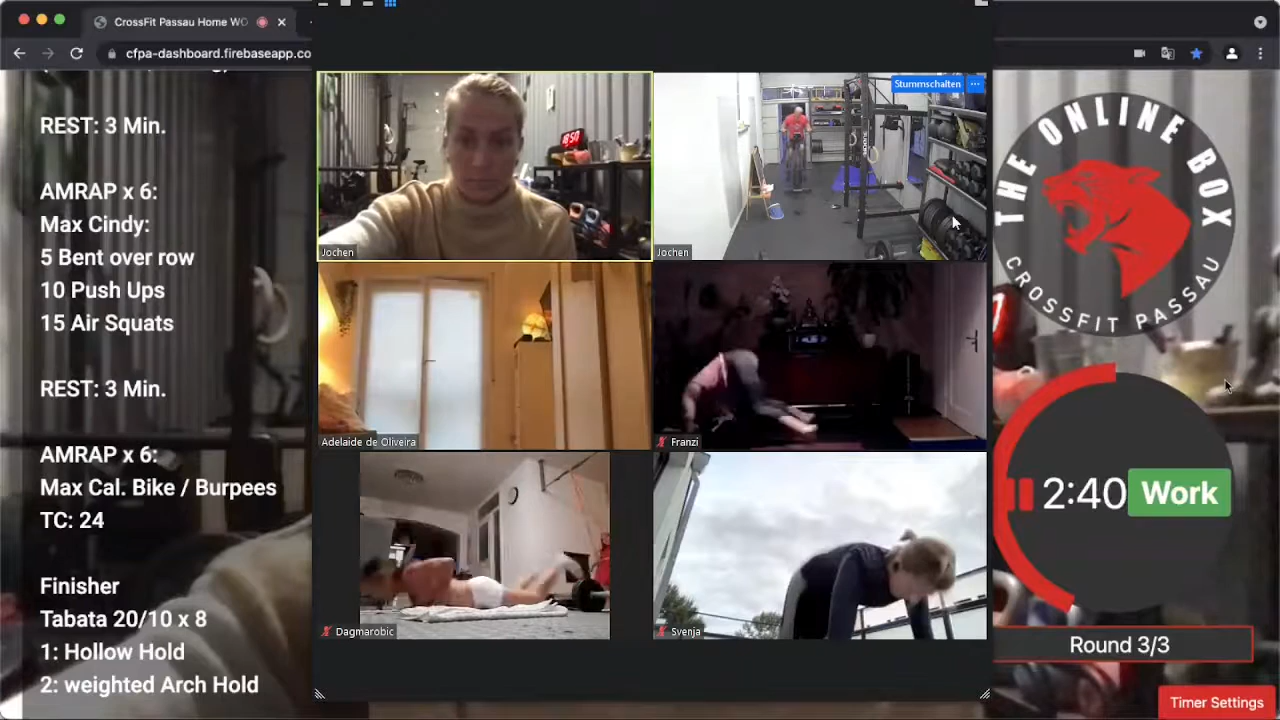 CrossFit Passau Home WO
cfpa-dashboard.firebaseapp.co
REST: 3 Min.
AMRAP x 6:
Max Cindy:
5 Bent over row
10 Push Ups
15 Air Squats
REST: 3 Min.
AMRAP x 6:
Max Cal. Bike / Burpees
TC: 24
Finisher
Tabata 20/10 x 8
1: Hollow Hold
2: weighted Arch Hold
Jochen
Stummschalten
Jochen
Adelaide de Oliveira
Franzi
Dagmarobic
Svenja
THE ONLINE BOX
CROSSFIT PASSAU
2:40
Work
Round 3/3
Timer Settings